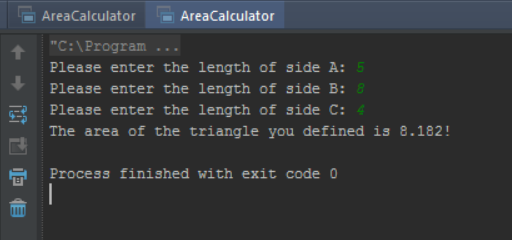 AreaCalculator AreaCalculator
"C:\Program ...
Please enter the length of side A: 5
Please enter the length of side B: 8
Please enter the length of side C: 4
The area of the triangle you defined is 8.182!
Process finished with exit code 0